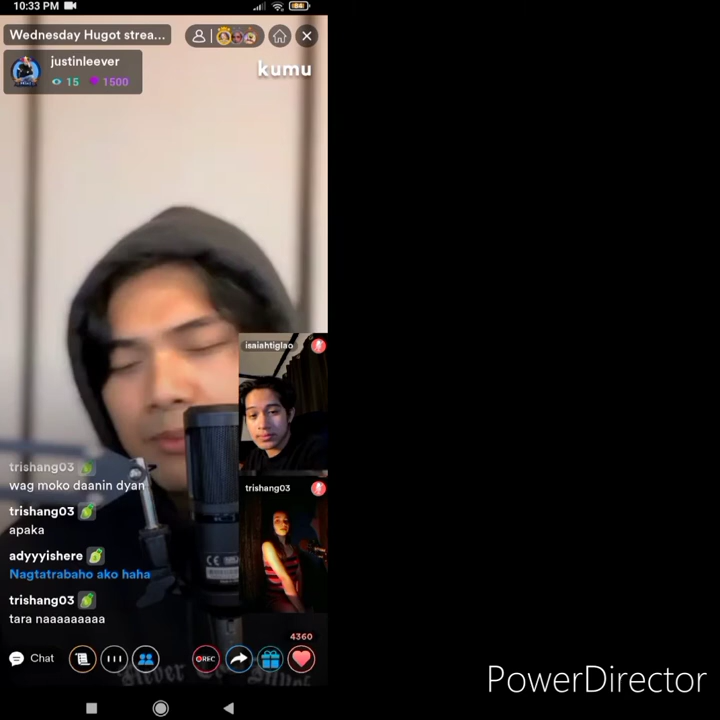 10:33 PM
84
Wednesday Hugot strea...
justinleever
15
1500
kumu
isaiahtiglao
trishang03
wag moko daanin dyan
trishang03
trishang03
apaka
adyyyishere
Nagtatrabaho ako haha
trishang03
tara naaaaaaaaa
4360
Chat
REC
PowerDirector